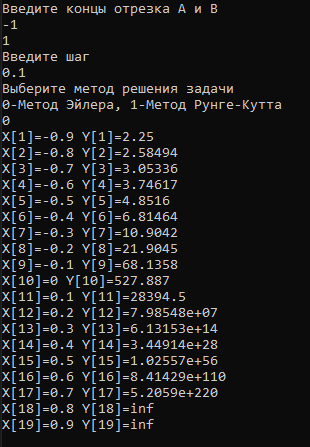 Введите концы отрезка А и В
-1
1
Введите шаг
0.1
Выберите метод решения задачи
0-Метод Эйлера, 1-Метод Рунге-Кутта
0
X[1]=-0.9 Y[1]=2.25
X[2]=-0.8 Y[2]=2.58494
X[3]=-0.7 Y[3]=3.05336
X[4]=-0.6 Y[4]=3.74617
X[5]=-0.5 Y[5]=4.8516
X[6]=-0.4 Y[6]=6.81464
X[7]=-0.3 Y[7]=10.9042
X[8]=-0.2 Y[8]=21.9045
X[9]=-0.1 Y[9]=68.1358
X[10]=0 Y[10]=527.887
X[11]=0.1 Y[11]=28394.5
X[12]=0.2 Y[12]=7.98548e+07
X[13]=0.3 Y[13]=6.13153e+14
X[14]=0.4 Y[14]=3.44914e+28
X[15]=0.5 Y[15]=1.02557e+56
X[16]=0.6 Y[16]=8.41429e+110
X[17]=0.7 Y[17]=5.2059e+220
X[18]=0.8 Y[18]=inf
X[19]=0.9 Y[19]=inf